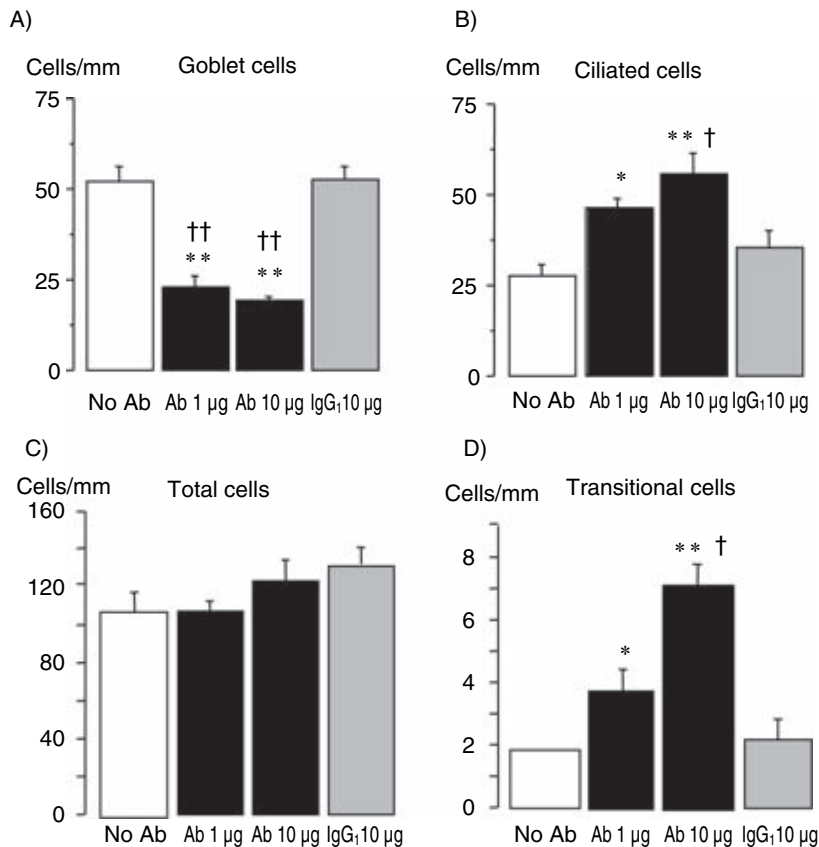 A)
Cells/mm Goblet cells
75
50
25
0
††
**
††
**
No Ab Ab 1 µg Ab 10 µg IgG₁10 µg
B)
Cells/mm Ciliated cells
75
50
25
0
*
** †
No Ab Ab 1 µg Ab 10 µg IgG₁10 µg
C)
Cells/mm Total cells
160
120
80
40
0
No Ab Ab 1 µg Ab 10 µg IgG₁10 µg
D)
Cells/mm Transitional cells
8
6
4
2
0
*
** †
No Ab Ab 1 µg Ab 10 µg IgG₁10 µg